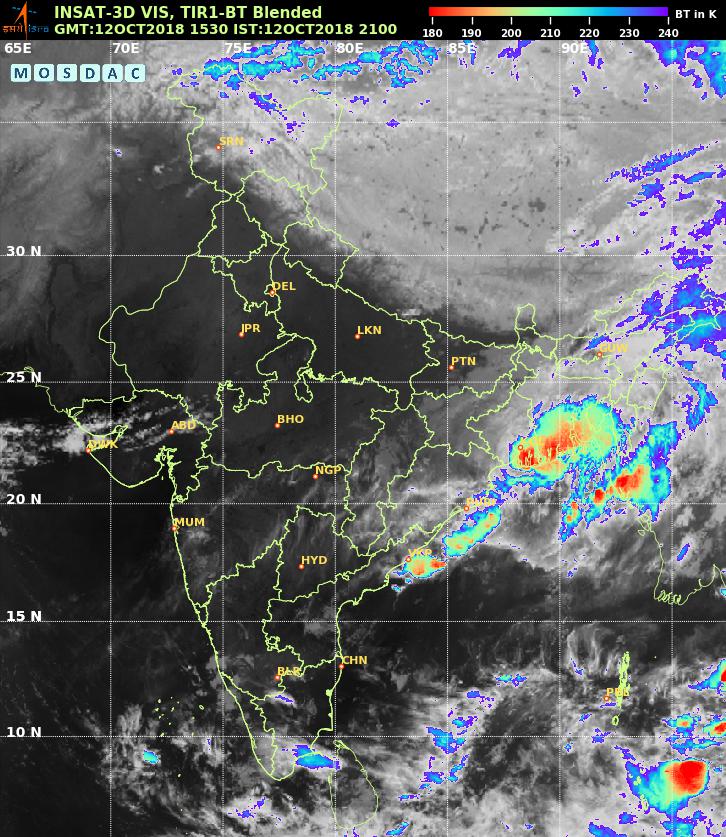 INSAT-3D VIS, TIR1-BT Blended
GMT:12OCT2018 1530 IST:12OCT2018 2100
BT in K
180 190 200 210 220 230 240
65E 70E 75E 80E 85E 90E
MOSDAC
SRN
30 N
DEL
JPR
LKN
GUW
PTN
25 N
ABD
BHO
DWK
NGP
20 N
MUM
VKP
HYD
15 N
CHN
BLR
PBL
10 N